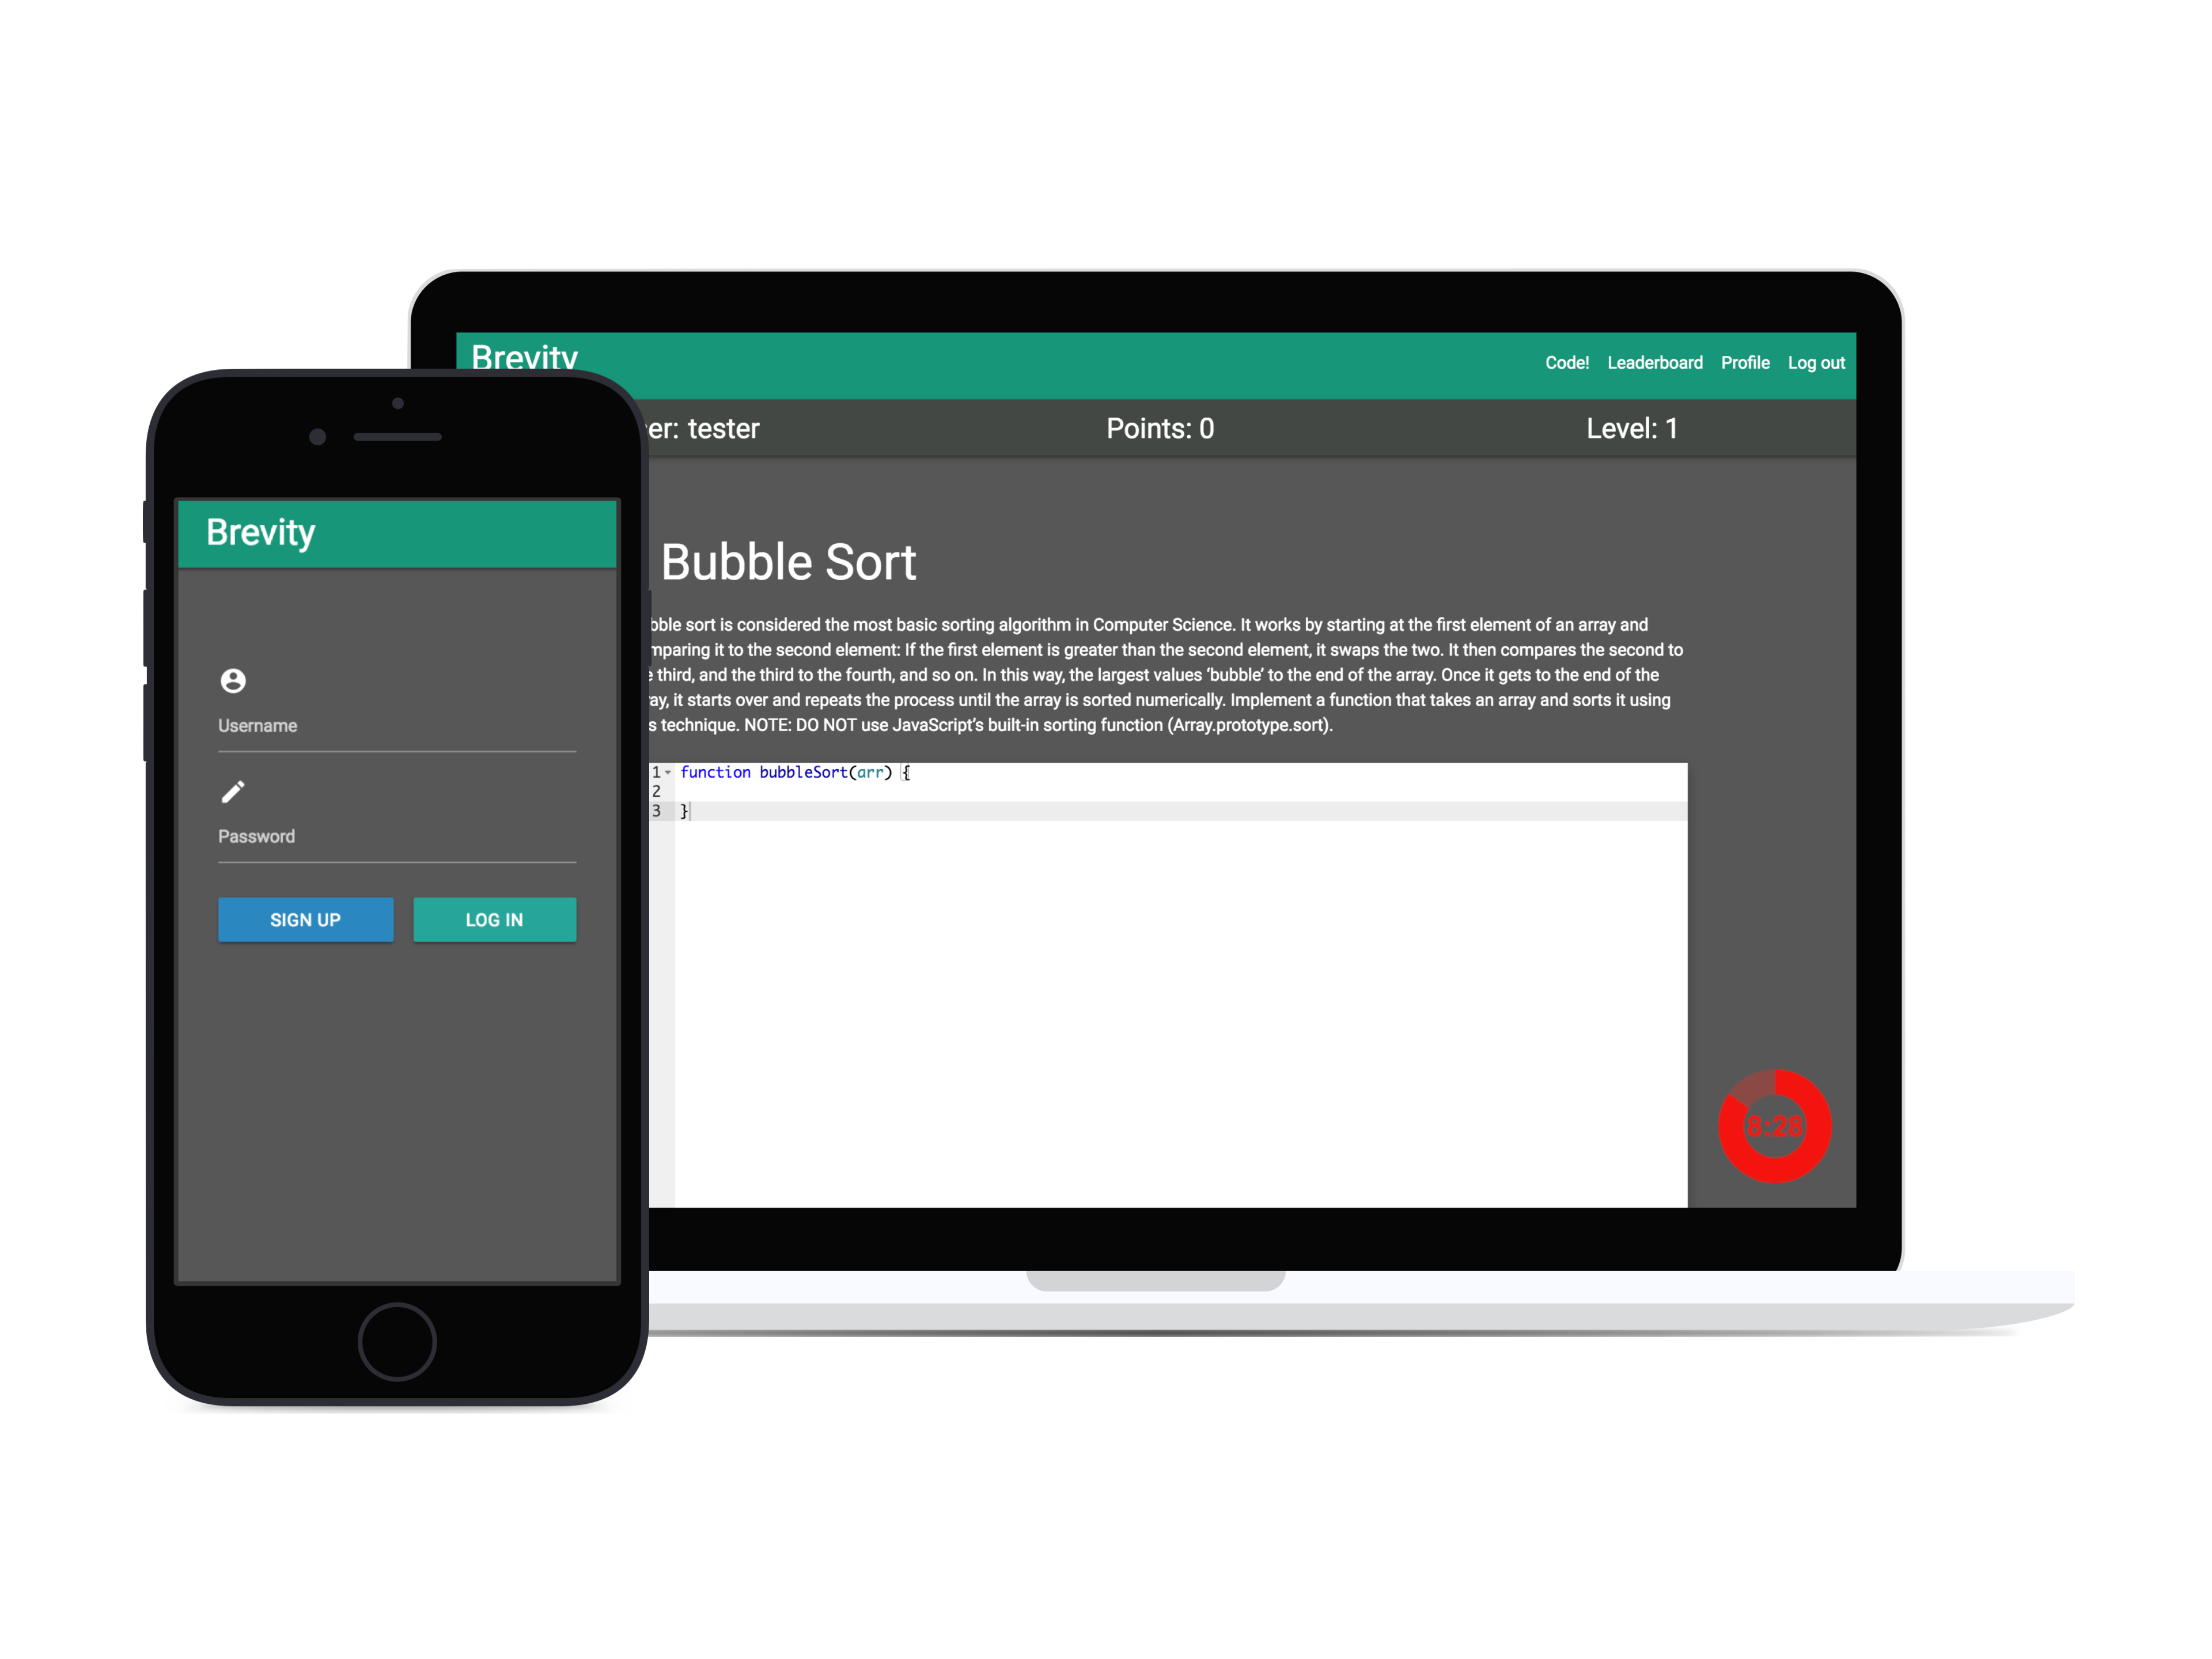 Brevity
Code! Leaderboard Profile Log out
tester Points: 0 Level: 1
Bubble Sort
sort is considered the most basic sorting algorithm in Computer Science. It works by starting at the first element of an array and
it to the second element: If the first element is greater than the second element, it swaps the two. It then compares the second to
third, and the third to the fourth, and so on. In this way, the largest values ‘bubble’ to the end of the array. Once it gets to the end of the
it starts over and repeats the process until the array is sorted numerically. Implement a function that takes an array and sorts it using
technique. NOTE: DO NOT use JavaScript’s built-in sorting function (Array.prototype.sort).
1 function bubbleSort(arr) {
2
3 }
8:28
Brevity
Username
Password
SIGN UP LOG IN